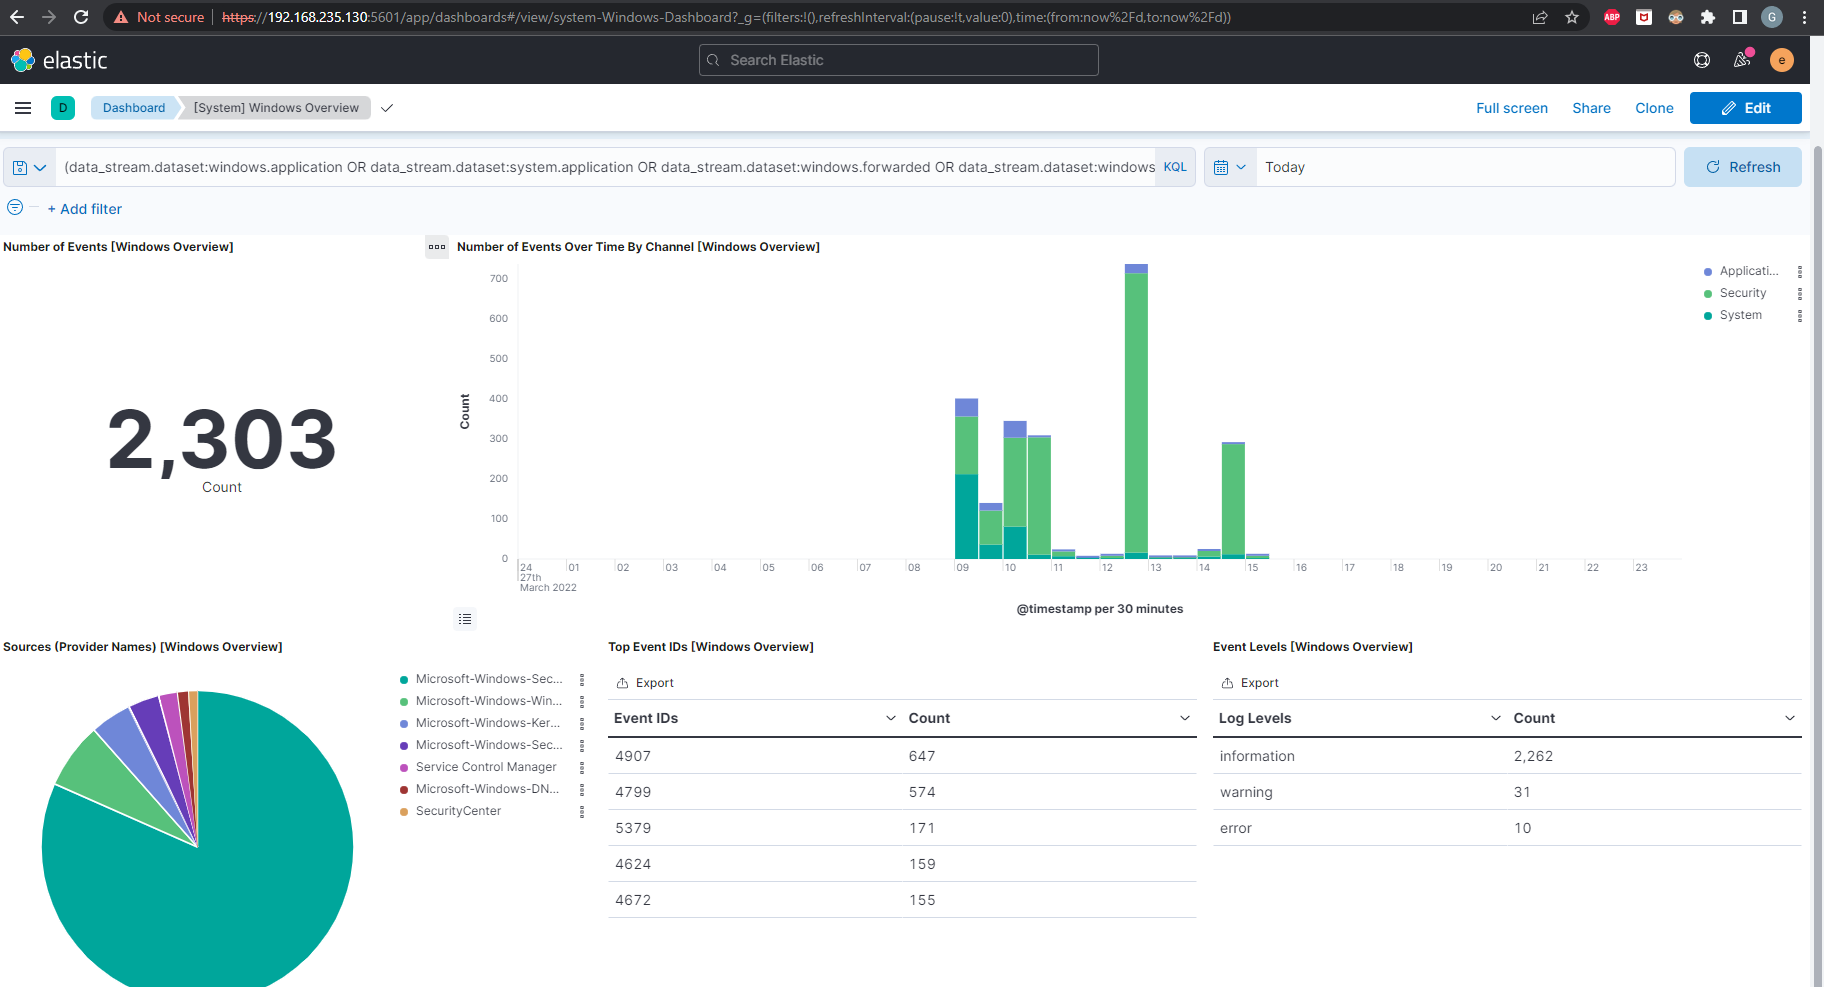 Not secure | https://192.168.235.130:5601/app/dashboards#/view/system-Windows-Dashboard?_g=(filters:!(),refreshInterval:(pause:!t,value:0),time:(from:now%2Fd,to:now%2Fd))
ABP
G
elastic
Search Elastic
e
D
Dashboard
[System] Windows Overview
Full screen
Share
Clone
Edit
(data_stream.dataset:windows.application OR data_stream.dataset:system.application OR data_stream.dataset:windows.forwarded OR data_stream.dataset:windows
KQL
Today
Refresh
+ Add filter
Number of Events [Windows Overview]
2,303
Count
Number of Events Over Time By Channel [Windows Overview]
Count
700
600
500
400
300
200
100
0
24 01 02 03 04 05 06 07 08 09 10 11 12 13 14 15 16 17 18 19 20 21 22 23
27th
March 2022
@timestamp per 30 minutes
Applicati...
Security
System
Sources (Provider Names) [Windows Overview]
Microsoft-Windows-Sec...
Microsoft-Windows-Win...
Microsoft-Windows-Ker...
Microsoft-Windows-Sec...
Service Control Manager
Microsoft-Windows-DN...
SecurityCenter
Top Event IDs [Windows Overview]
Export
Event IDs Count
4907 647
4799 574
5379 171
4624 159
4672 155
Event Levels [Windows Overview]
Export
Log Levels Count
information 2,262
warning 31
error 10